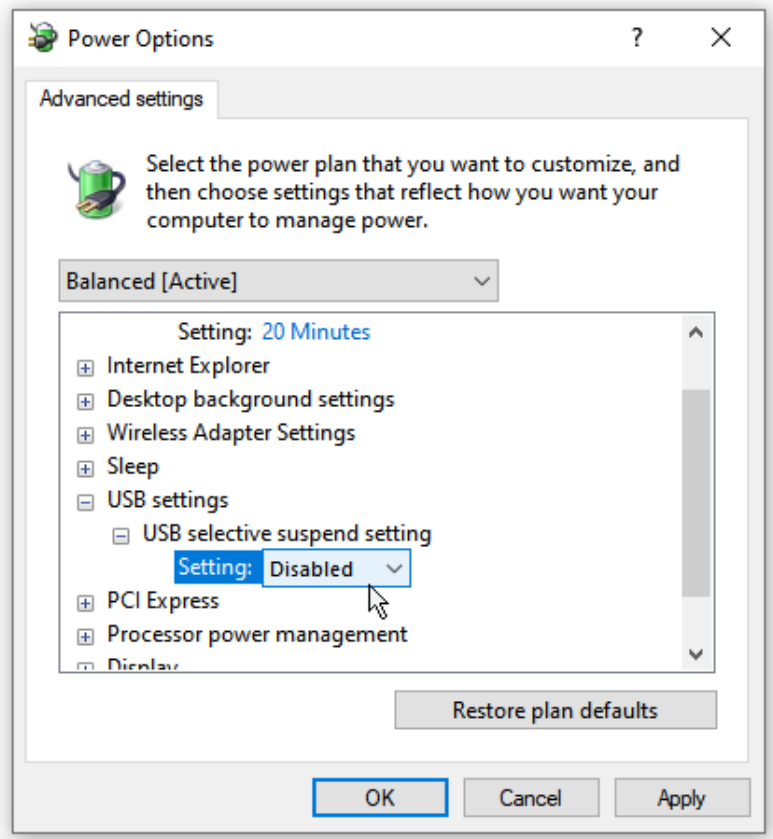 Power Options
?
Advanced settings
Select the power plan that you want to customize, and
then choose settings that reflect how you want your
computer to manage power.
Balanced [Active]
Setting: 20 Minutes
Internet Explorer
Desktop background settings
Wireless Adapter Settings
Sleep
USB settings
USB selective suspend setting
Setting: Disabled
PCI Express
Processor power management
Display
Restore plan defaults
OK Cancel Apply